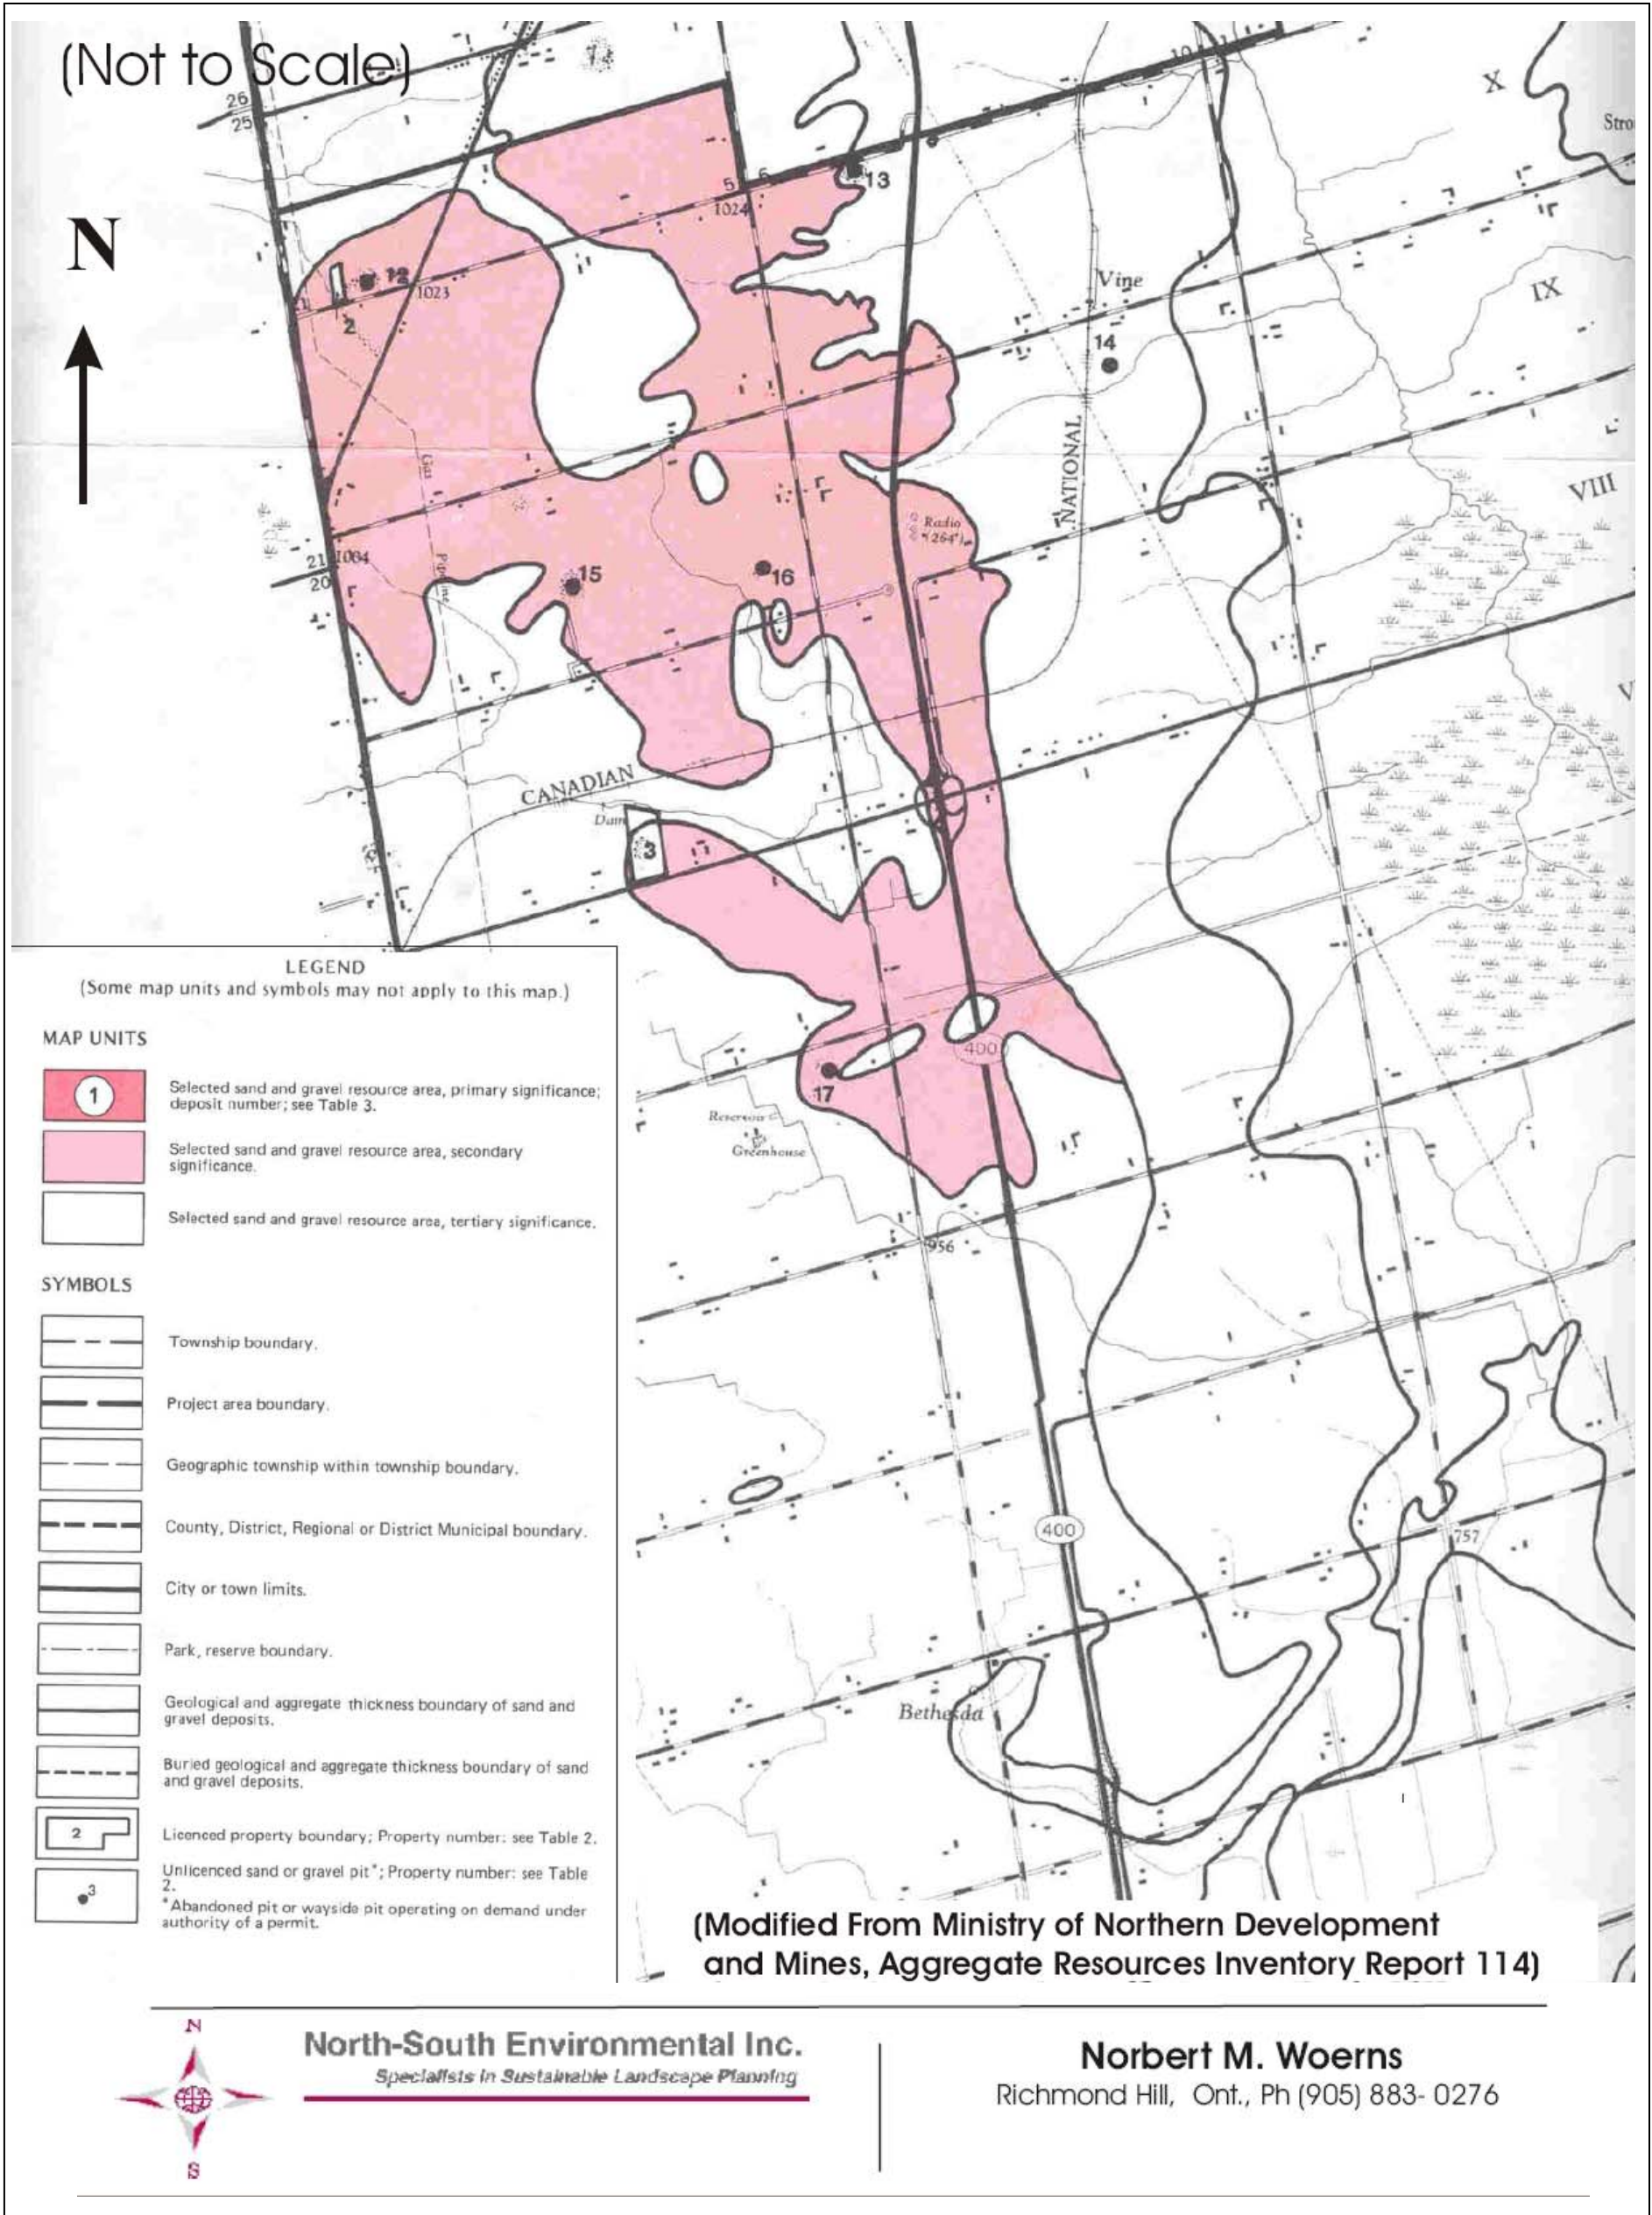 (Not to Scale)
N
26
25
10
X
Stro
13
5
6
1024
12
1023
1
2
Vine
IX
14
NATIONAL
Gas
VIII
Radio
(264')
21
1004
20
Pipeline
15
16
V
CANADIAN
Dam
3
400
17
Reservoir
Greenhouse
956
400
757
Bethesda
LEGEND
(Some map units and symbols may not apply to this map.)
MAP UNITS
1
Selected sand and gravel resource area, primary significance;
deposit number; see Table 3.
Selected sand and gravel resource area, secondary
significance.
Selected sand and gravel resource area, tertiary significance.
SYMBOLS
Township boundary.
Project area boundary.
Geographic township within township boundary.
County, District, Regional or District Municipal boundary.
City or town limits.
Park, reserve boundary.
Geological and aggregate thickness boundary of sand and
gravel deposits.
Buried geological and aggregate thickness boundary of sand
and gravel deposits.
2
Licenced property boundary; Property number: see Table 2.
3
Unlicenced sand or gravel pit*; Property number: see Table
2.
*Abandoned pit or wayside pit operating on demand under
authority of a permit.
(Modified From Ministry of Northern Development
and Mines, Aggregate Resources Inventory Report 114)
N
S
North-South Environmental Inc.
Specialists in Sustainable Landscape Planning
Norbert M. Woerns
Richmond Hill, Ont., Ph (905) 883- 0276